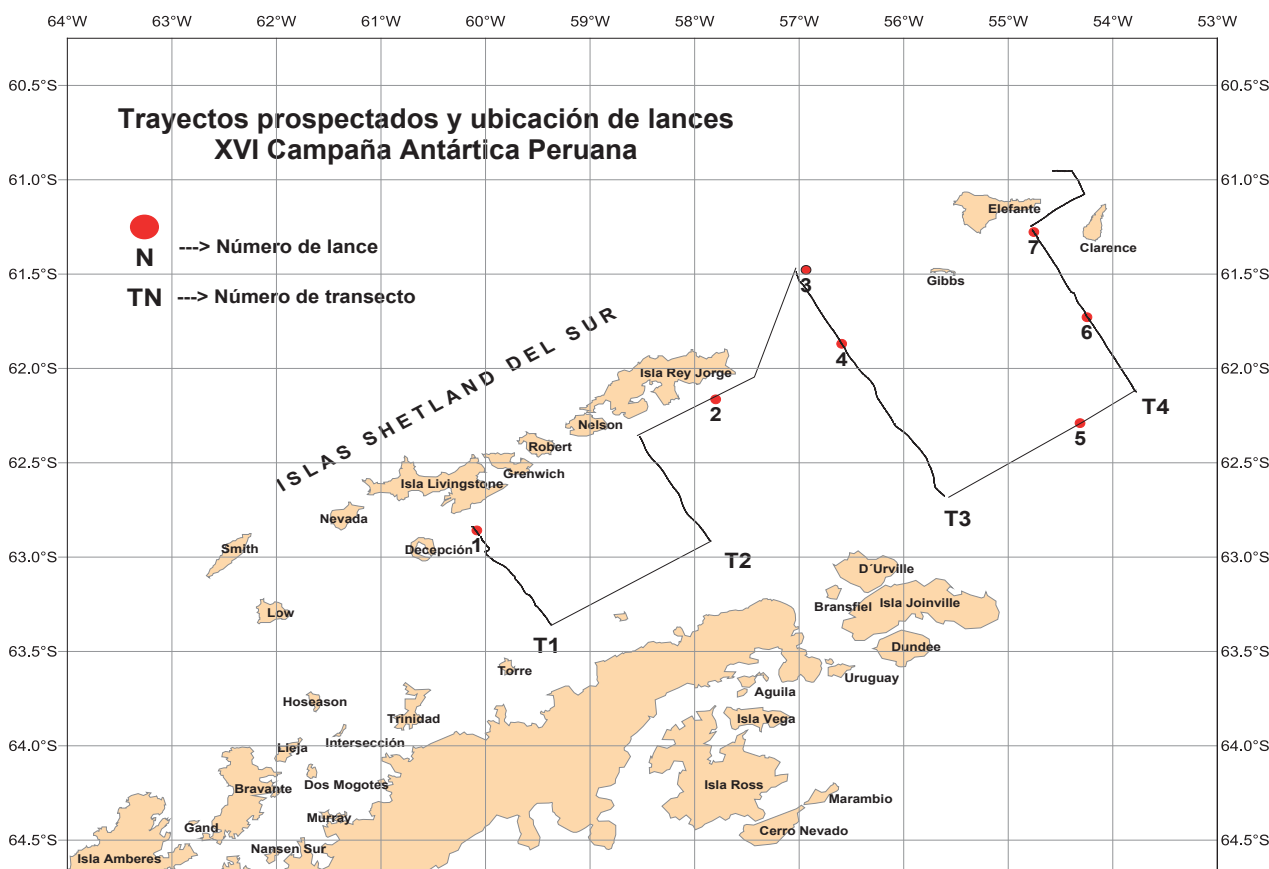 64°W 63°W 62°W 61°W 60°W 59°W 58°W 57°W 56°W 55°W 54°W 53°W
60.5°S 60.5°S
Trayectos prospectados y ubicación de lances
XVI Campaña Antártica Peruana
61.0°S 61.0°S
Elefante
Clarence
7
N ---> Número de lance
61.5°S 61.5°S
Gibbs
3
TN ---> Número de transecto
6
4
ISLAS SHETLAND DEL SUR
62.0°S 62.0°S
Isla Rey Jorge
T4
2
Nelson
5
Robert
62.5°S 62.5°S
Grenwich
Isla Livingstone
Nevada
T3
1
Smith
Decepción
63.0°S 63.0°S
T2
D´Urville
Low
Bransfiel
Isla Joinville
T1
63.5°S 63.5°S
Dundee
Torre
Uruguay
Aguila
Hoseason
Trinidad
Isla Vega
Intersección
Lieja
64.0°S 64.0°S
Bravante
Dos Mogotes
Isla Ross
Marambio
Murray
Gand
Cerro Nevado
64.5°S 64.5°S
Nansen Sur
Isla Amberes